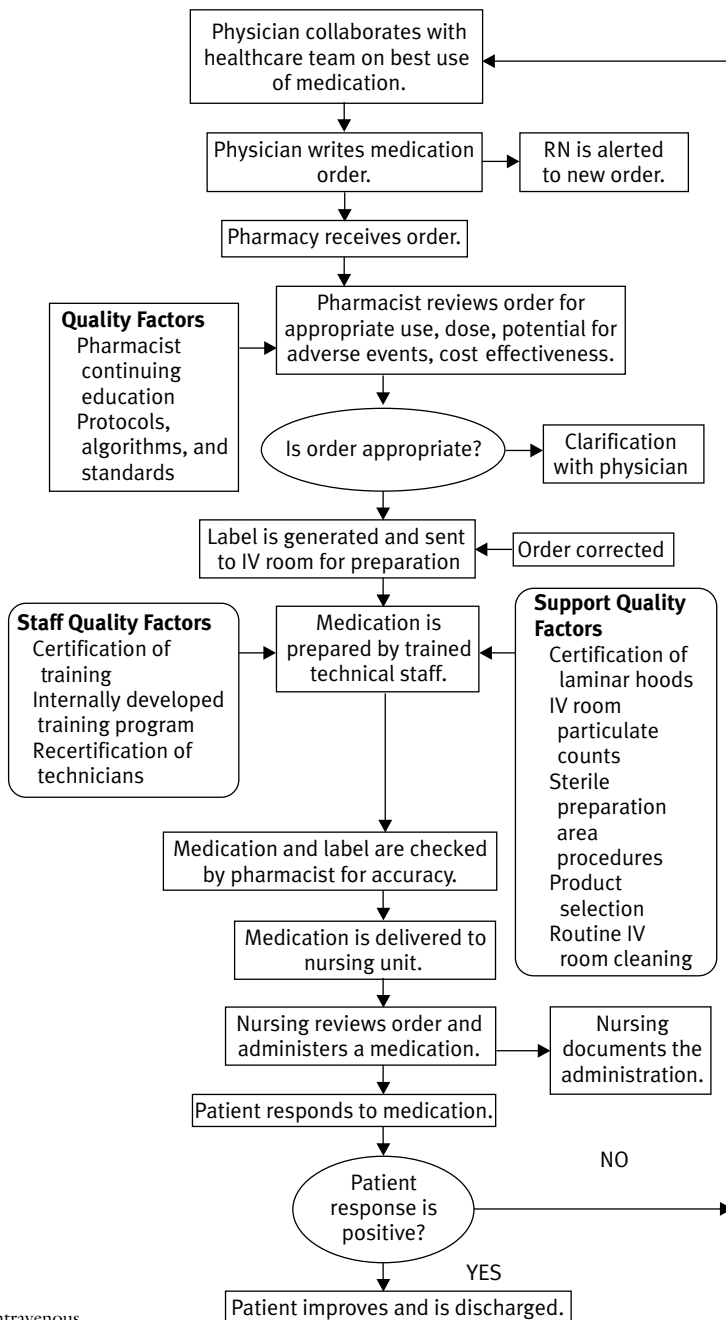 Physician collaborates with
healthcare team on best use
of medication.
Physician writes medication
order.
RN is alerted
to new order.
Pharmacy receives order.
Quality Factors
Pharmacist
continuing
education
Protocols,
algorithms, and
standards
Pharmacist reviews order for
appropriate use, dose, potential for
adverse events, cost effectiveness.
Is order appropriate?
Clarification
with physician
Label is generated and sent
to IV room for preparation
Order corrected
Staff Quality Factors
Certification of
training
Internally developed
training program
Recertification of
technicians
Medication is
prepared by trained
technical staff.
Support Quality
Factors
Certification of
laminar hoods
IV room
particulate
counts
Sterile
preparation
area
procedures
Product
selection
Routine IV
room cleaning
Medication and label are checked
by pharmacist for accuracy.
Medication is delivered to
nursing unit.
Nursing reviews order and
administers a medication.
Nursing
documents the
administration.
Patient responds to medication.
NO
Patient
response is
positive?
YES
Patient improves and is discharged.